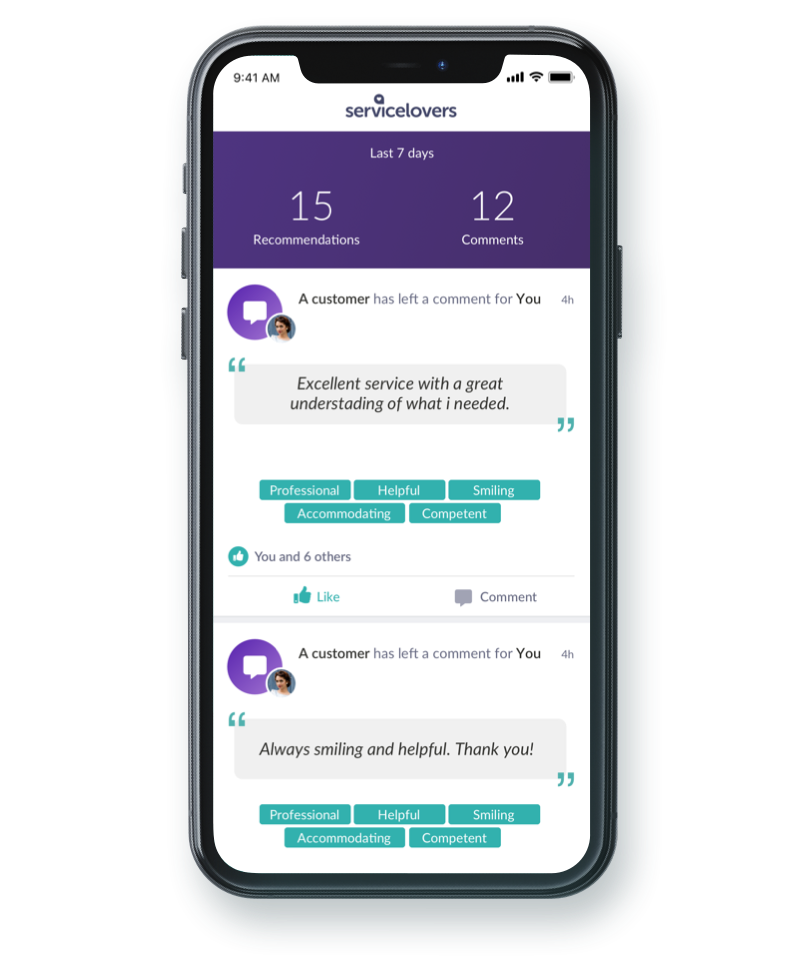 9:41 AM
servicelovers
Last 7 days
15 12
Recommendations Comments
A customer has left a comment for You 4h
“
Excellent service with a great
understading of what i needed.
”
Professional Helpful Smiling
Accommodating Competent
You and 6 others
Like Comment
A customer has left a comment for You 4h
“
Always smiling and helpful. Thank you!
”
Professional Helpful Smiling
Accommodating Competent